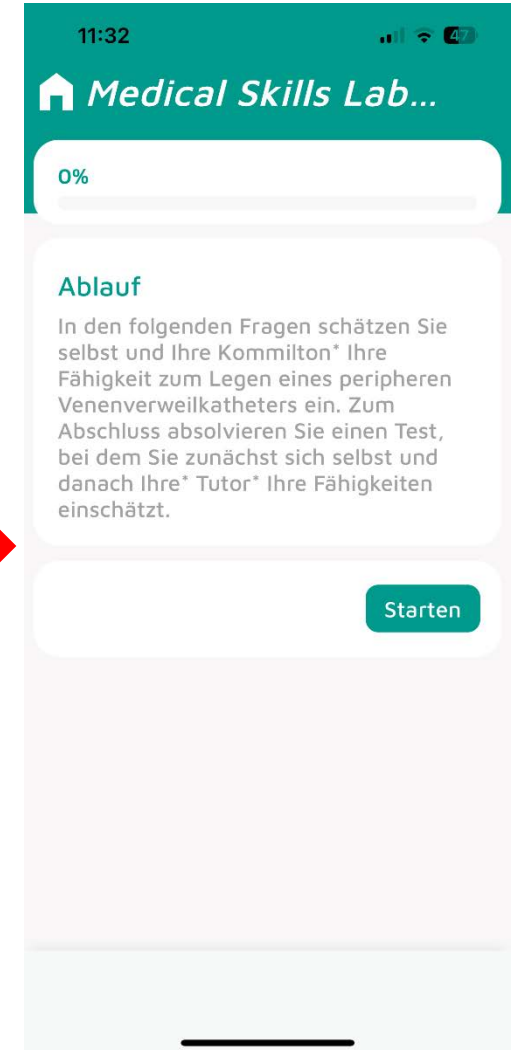 11:32
47
Medical Skills Lab...
0%
Ablauf
In den folgenden Fragen schätzen Sie
selbst und Ihre Kommilton* Ihre
Fähigkeit zum Legen eines peripheren
Venenverweilkatheters ein. Zum
Abschluss absolvieren Sie einen Test,
bei dem Sie zunächst sich selbst und
danach Ihre* Tutor* Ihre Fähigkeiten
einschätzt.
Starten